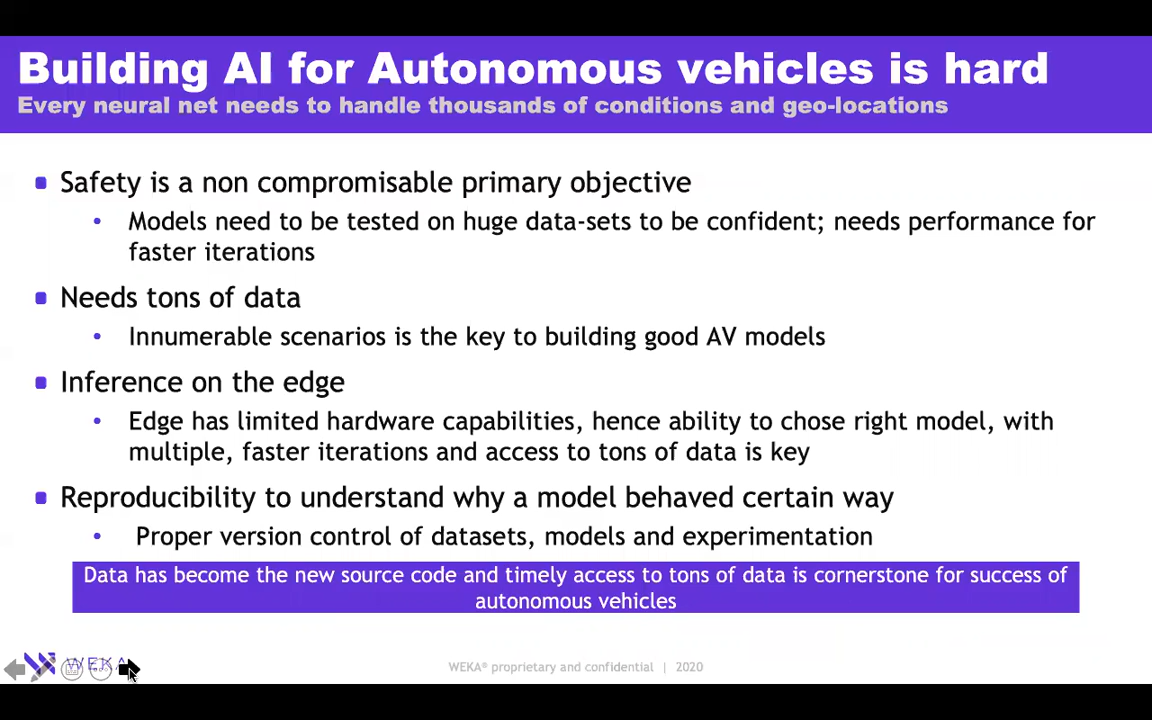 Building AI for Autonomous vehicles is hard
Every neural net needs to handle thousands of conditions and geo-locations
Safety is a non compromisable primary objective
Models need to be tested on huge data-sets to be confident; needs performance for
faster iterations
Needs tons of data
Innumerable scenarios is the key to building good AV models
Inference on the edge
Edge has limited hardware capabilities, hence ability to chose right model, with
multiple, faster iterations and access to tons of data is key
Reproducibility to understand why a model behaved certain way
Proper version control of datasets, models and experimentation
Data has become the new source code and timely access to tons of data is cornerstone for success of
autonomous vehicles
WEKA
WEKA® proprietary and confidential | 2020